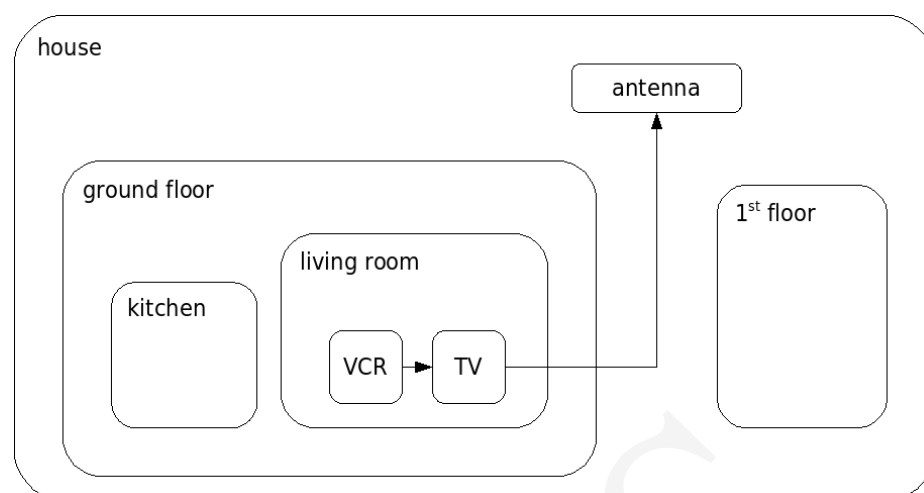 house
antenna
ground floor
1st floor
living room
kitchen
VCR
TV